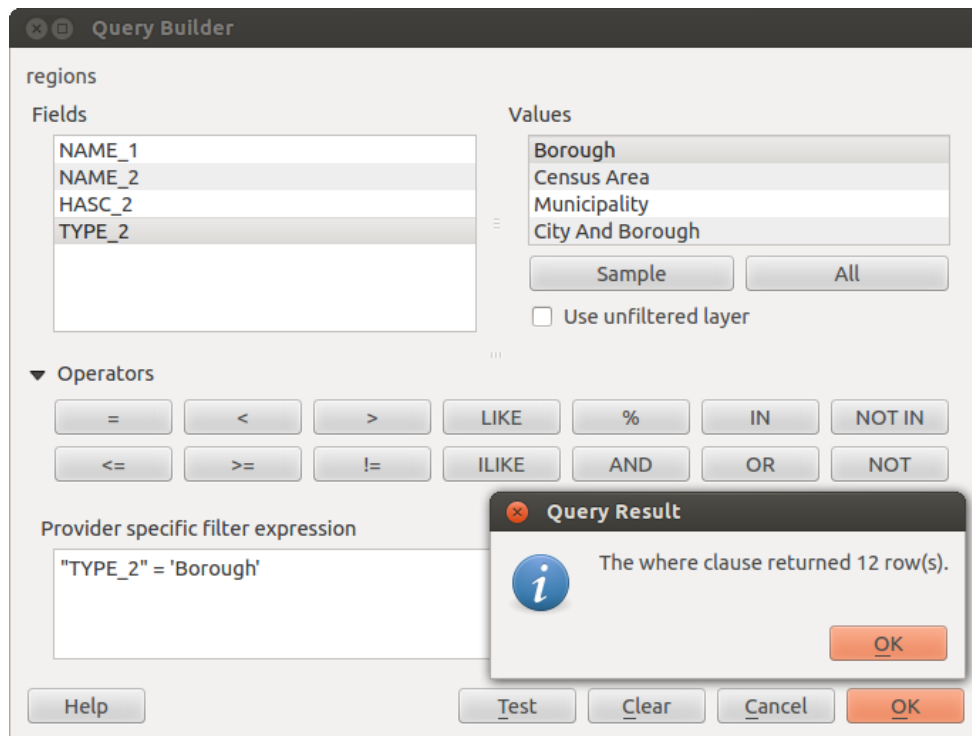 Query Builder
regions
Fields
Values
NAME_1
NAME_2
HASC_2
TYPE_2
Borough
Census Area
Municipality
City And Borough
Sample All
Use unfiltered layer
Operators
= < > LIKE % IN NOT IN
<= >= != ILIKE AND OR NOT
Provider specific filter expression
"TYPE_2" = 'Borough'
Query Result
The where clause returned 12 row(s).
OK
Help Test Clear Cancel OK